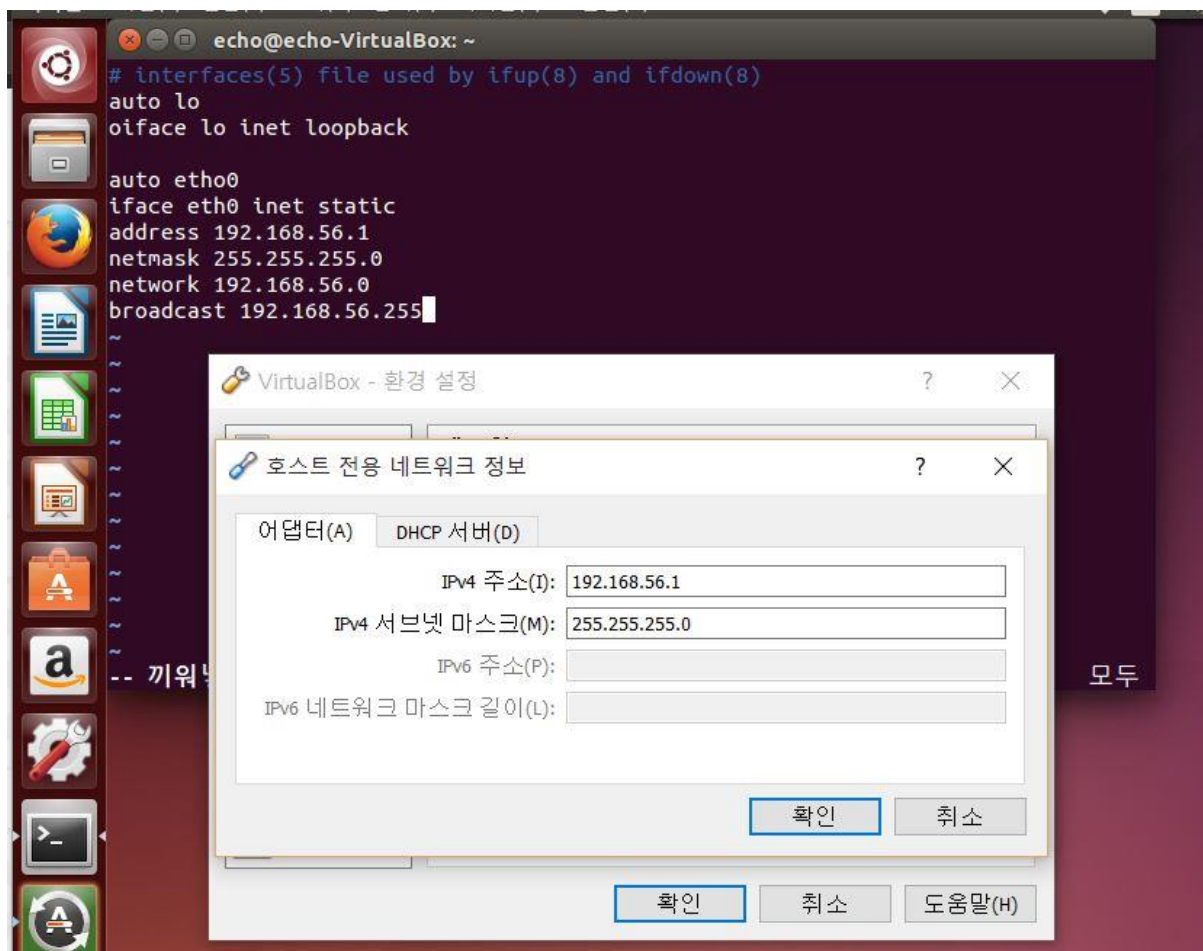 echo@echo-VirtualBox: ~
# interfaces(5) file used by ifup(8) and ifdown(8)
auto lo
oiface lo inet loopback
auto etho0
iface eth0 inet static
address 192.168.56.1
netmask 255.255.255.0
network 192.168.56.0
broadcast 192.168.56.255
~
~
~
~
~
~
~
~
~
~
~
~
~
-- 모두
VirtualBox - 환경 설정
호스트 전용 네트워크 정보
어댑터(A) DHCP 서버(D)
IPv4 주소(I): 192.168.56.1
IPv4 서브넷 마스크(M): 255.255.255.0
IPv6 주소(P):
IPv6 네트워크 마스크 길이(L):
확인 취소
확인 취소 도움말(H)